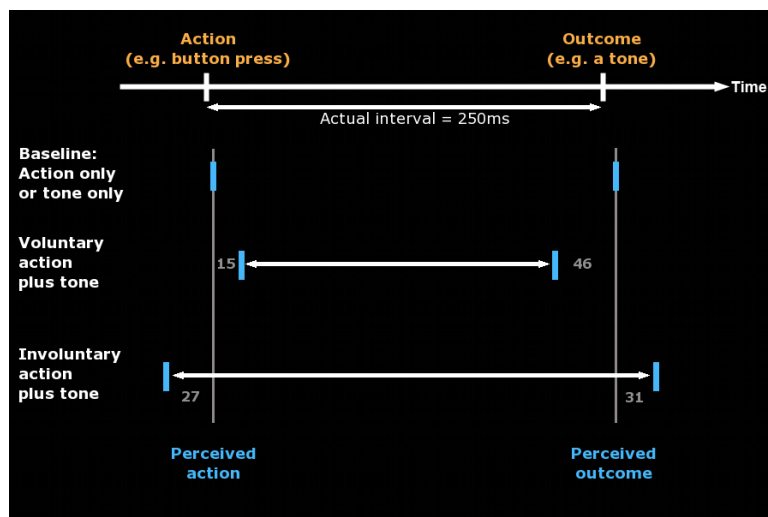 Action
(e.g. button press)
Outcome
(e.g. a tone)
Time
Actual interval = 250ms
Baseline:
Action only
or tone only
Voluntary
action
plus tone
15
46
Involuntary
action
plus tone
27
31
Perceived
action
Perceived
outcome